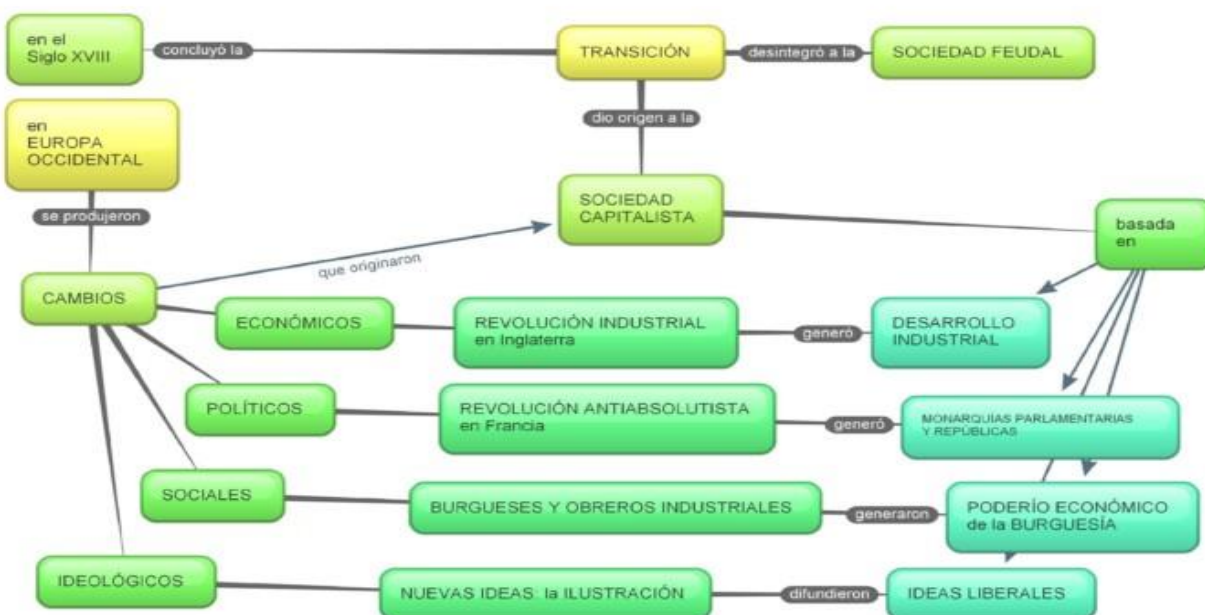 en el
Siglo XVIII
concluyó la
TRANSICIÓN
desintegró a la
SOCIEDAD FEUDAL
en
EUROPA
OCCIDENTAL
dio origen a la
se produjeron
SOCIEDAD
CAPITALISTA
basada
en
que originaron
CAMBIOS
ECONÓMICOS
REVOLUCIÓN INDUSTRIAL
en Inglaterra
generó
DESARROLLO
INDUSTRIAL
POLÍTICOS
REVOLUCIÓN ANTIABSOLUTISTA
en Francia
generó
MONARQUÍAS PARLAMENTARIAS
Y REPÚBLICAS
SOCIALES
BURGUESES Y OBREROS INDUSTRIALES
generaron
PODERÍO ECONÓMICO
de la BURGUESÍA
IDEOLÓGICOS
NUEVAS IDEAS: la ILUSTRACIÓN
difundieron
IDEAS LIBERALES